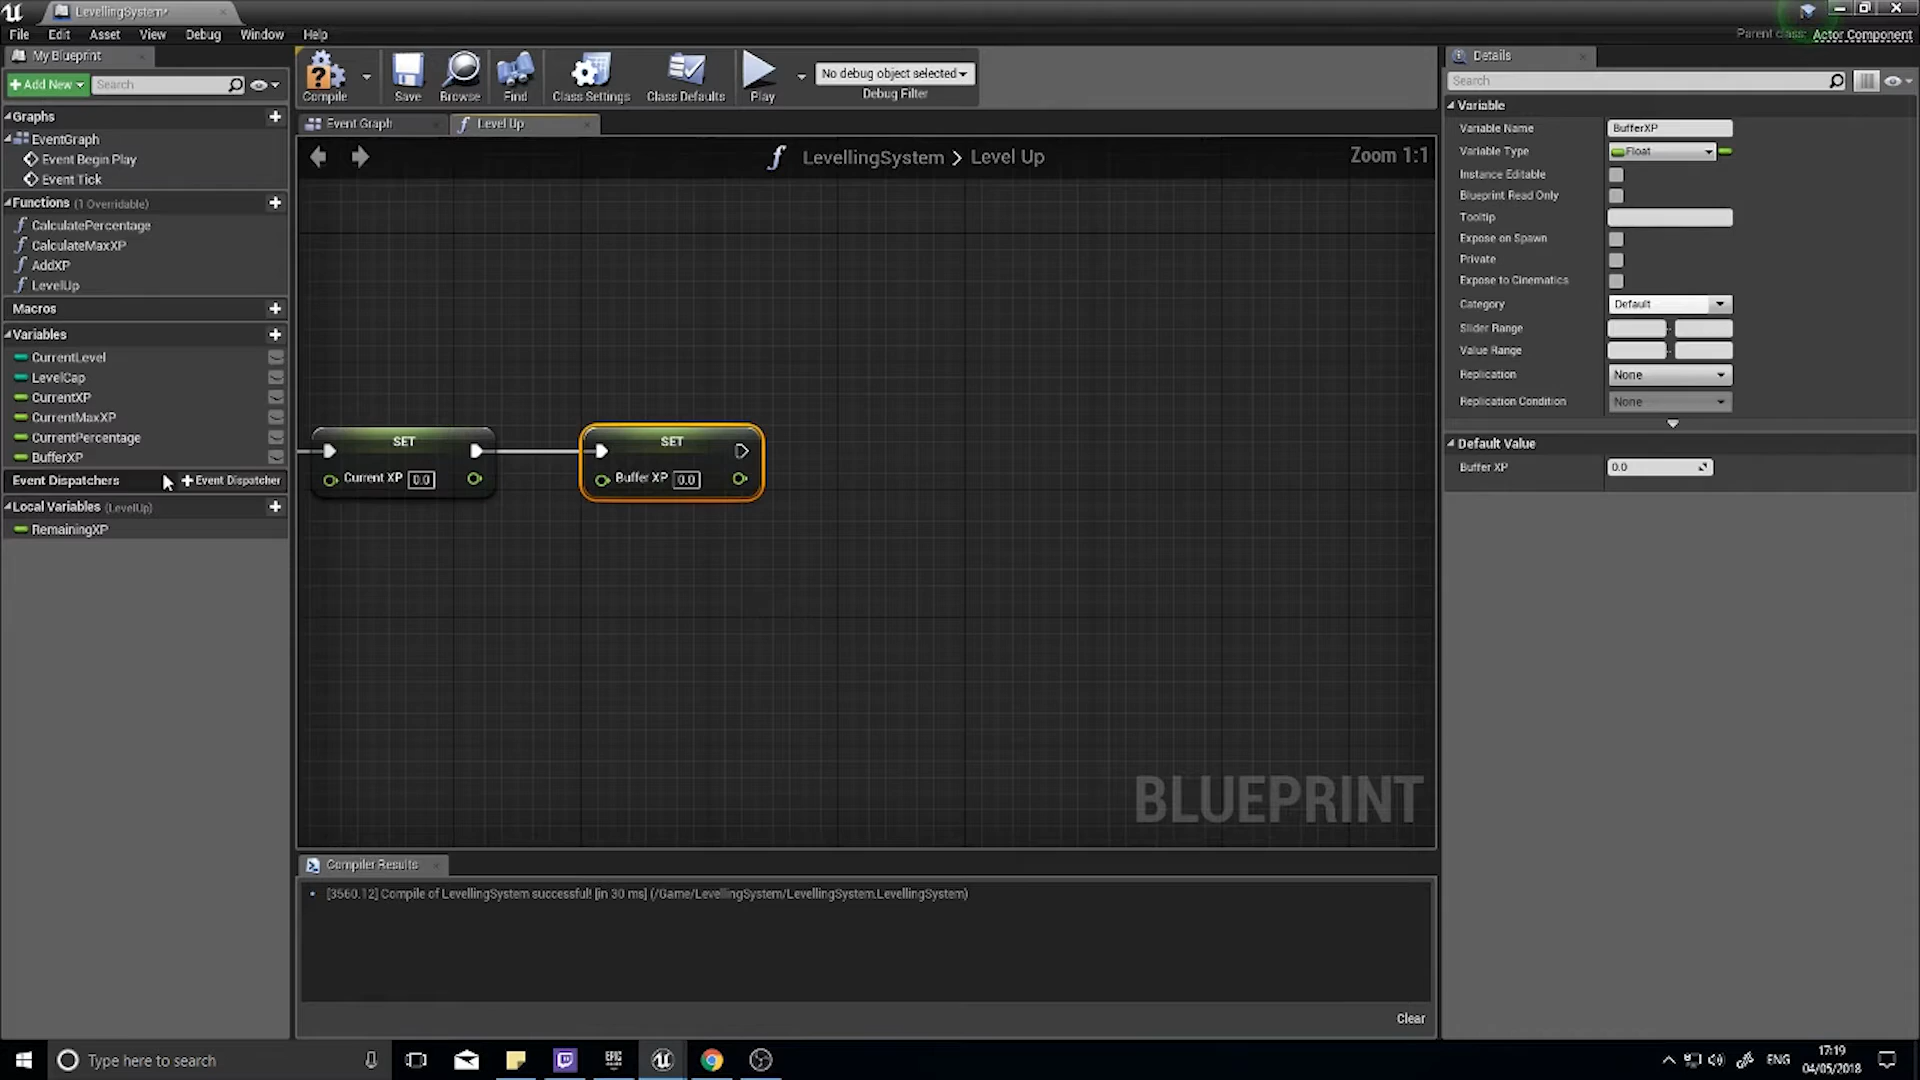 LevellingSystem*
File Edit Asset View Debug Window Help
Parent class: Actor Component
My Blueprint
Add New Search
Compile Save Browse Find Class Settings Class Defaults Play
No debug object selected
Debug Filter
Details
Search
Graphs
EventGraph
Event Begin Play
Event Tick
Functions (1 Overridable)
CalculatePercentage
CalculateMaxXP
AddXP
LevelUp
Macros
Variables
CurrentLevel
LevelCap
CurrentXP
CurrentMaxXP
CurrentPercentage
BufferXP
Event Dispatchers + Event Dispatcher
Local Variables (LevelUp)
RemainingXP
Event Graph
Level Up
LevellingSystem > Level Up
Zoom 1:1
SET
Current XP 0.0
SET
Buffer XP 0.0
BLUEPRINT
Compiler Results
[3560.12] Compile of LevellingSystem successful! [in 30 ms] (/Game/LevellingSystem/LevellingSystem.LevellingSystem)
Clear
Variable
Variable Name BufferXP
Variable Type Float
Instance Editable
Blueprint Read Only
Tooltip
Expose on Spawn
Private
Expose to Cinematics
Category Default
Slider Range
Value Range
Replication None
Replication Condition None
Default Value
Buffer XP 0.0
Type here to search
EPIC
GAMES
ENG
17:19
04/05/2018